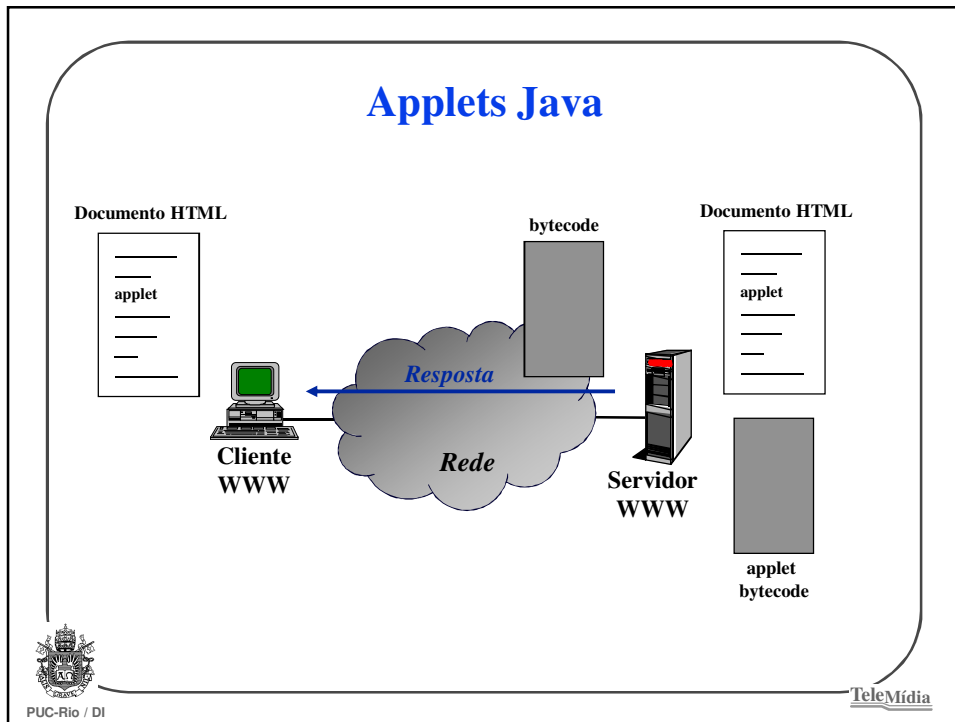 Applets Java
Documento HTML
applet
bytecode
Documento HTML
applet
Resposta
Rede
Cliente
WWW
Servidor
WWW
applet
bytecode
PUC-Rio / DI
TeleMídia